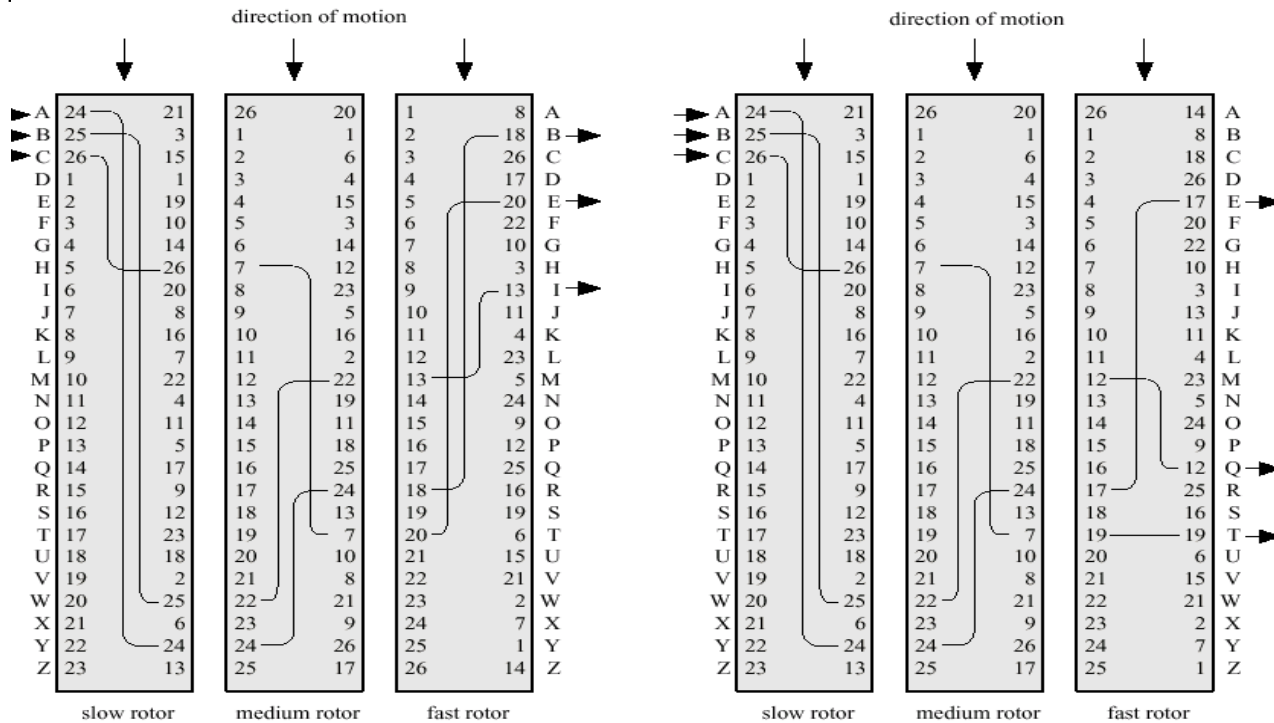 direction of motion
A 24 21 26 20 1 8 A
B 25 3 1 1 2 18 B
C 26 15 2 6 3 26 C
D 1 1 3 4 4 17 D
E 2 19 4 15 5 20 E
F 3 10 5 3 6 22 F
G 4 14 6 14 7 10 G
H 5 26 7 12 8 3 H
I 6 20 8 23 9 13 I
J 7 8 9 5 10 11 J
K 8 16 10 16 11 4 K
L 9 7 11 2 12 23 L
M 10 22 12 22 13 5 M
N 11 4 13 19 14 24 N
O 12 11 14 11 15 9 O
P 13 5 15 18 16 12 P
Q 14 17 16 25 17 25 Q
R 15 9 17 24 18 16 R
S 16 12 18 13 19 19 S
T 17 23 19 7 20 6 T
U 18 18 20 10 21 15 U
V 19 2 21 8 22 21 V
W 20 25 22 21 23 2 W
X 21 6 23 9 24 7 X
Y 22 24 24 26 25 1 Y
Z 23 13 25 17 26 14 Z
slow rotor medium rotor fast rotor
direction of motion
A 24 21 26 20 26 14 A
B 25 3 1 1 1 8 B
C 26 15 2 6 2 18 C
D 1 1 3 4 3 26 D
E 2 19 4 15 4 17 E
F 3 10 5 3 5 20 F
G 4 14 6 14 6 22 G
H 5 26 7 12 7 10 H
I 6 20 8 23 8 3 I
J 7 8 9 5 9 13 J
K 8 16 10 16 10 11 K
L 9 7 11 2 11 4 L
M 10 22 12 22 12 23 M
N 11 4 13 19 13 5 N
O 12 11 14 11 14 24 O
P 13 5 15 18 15 9 P
Q 14 17 16 25 16 12 Q
R 15 9 17 24 17 25 R
S 16 12 18 13 18 16 S
T 17 23 19 7 19 19 T
U 18 18 20 10 20 6 U
V 19 2 21 8 21 15 V
W 20 25 22 21 22 21 W
X 21 6 23 9 23 2 X
Y 22 24 24 26 24 7 Y
Z 23 13 25 17 25 1 Z
slow rotor medium rotor fast rotor